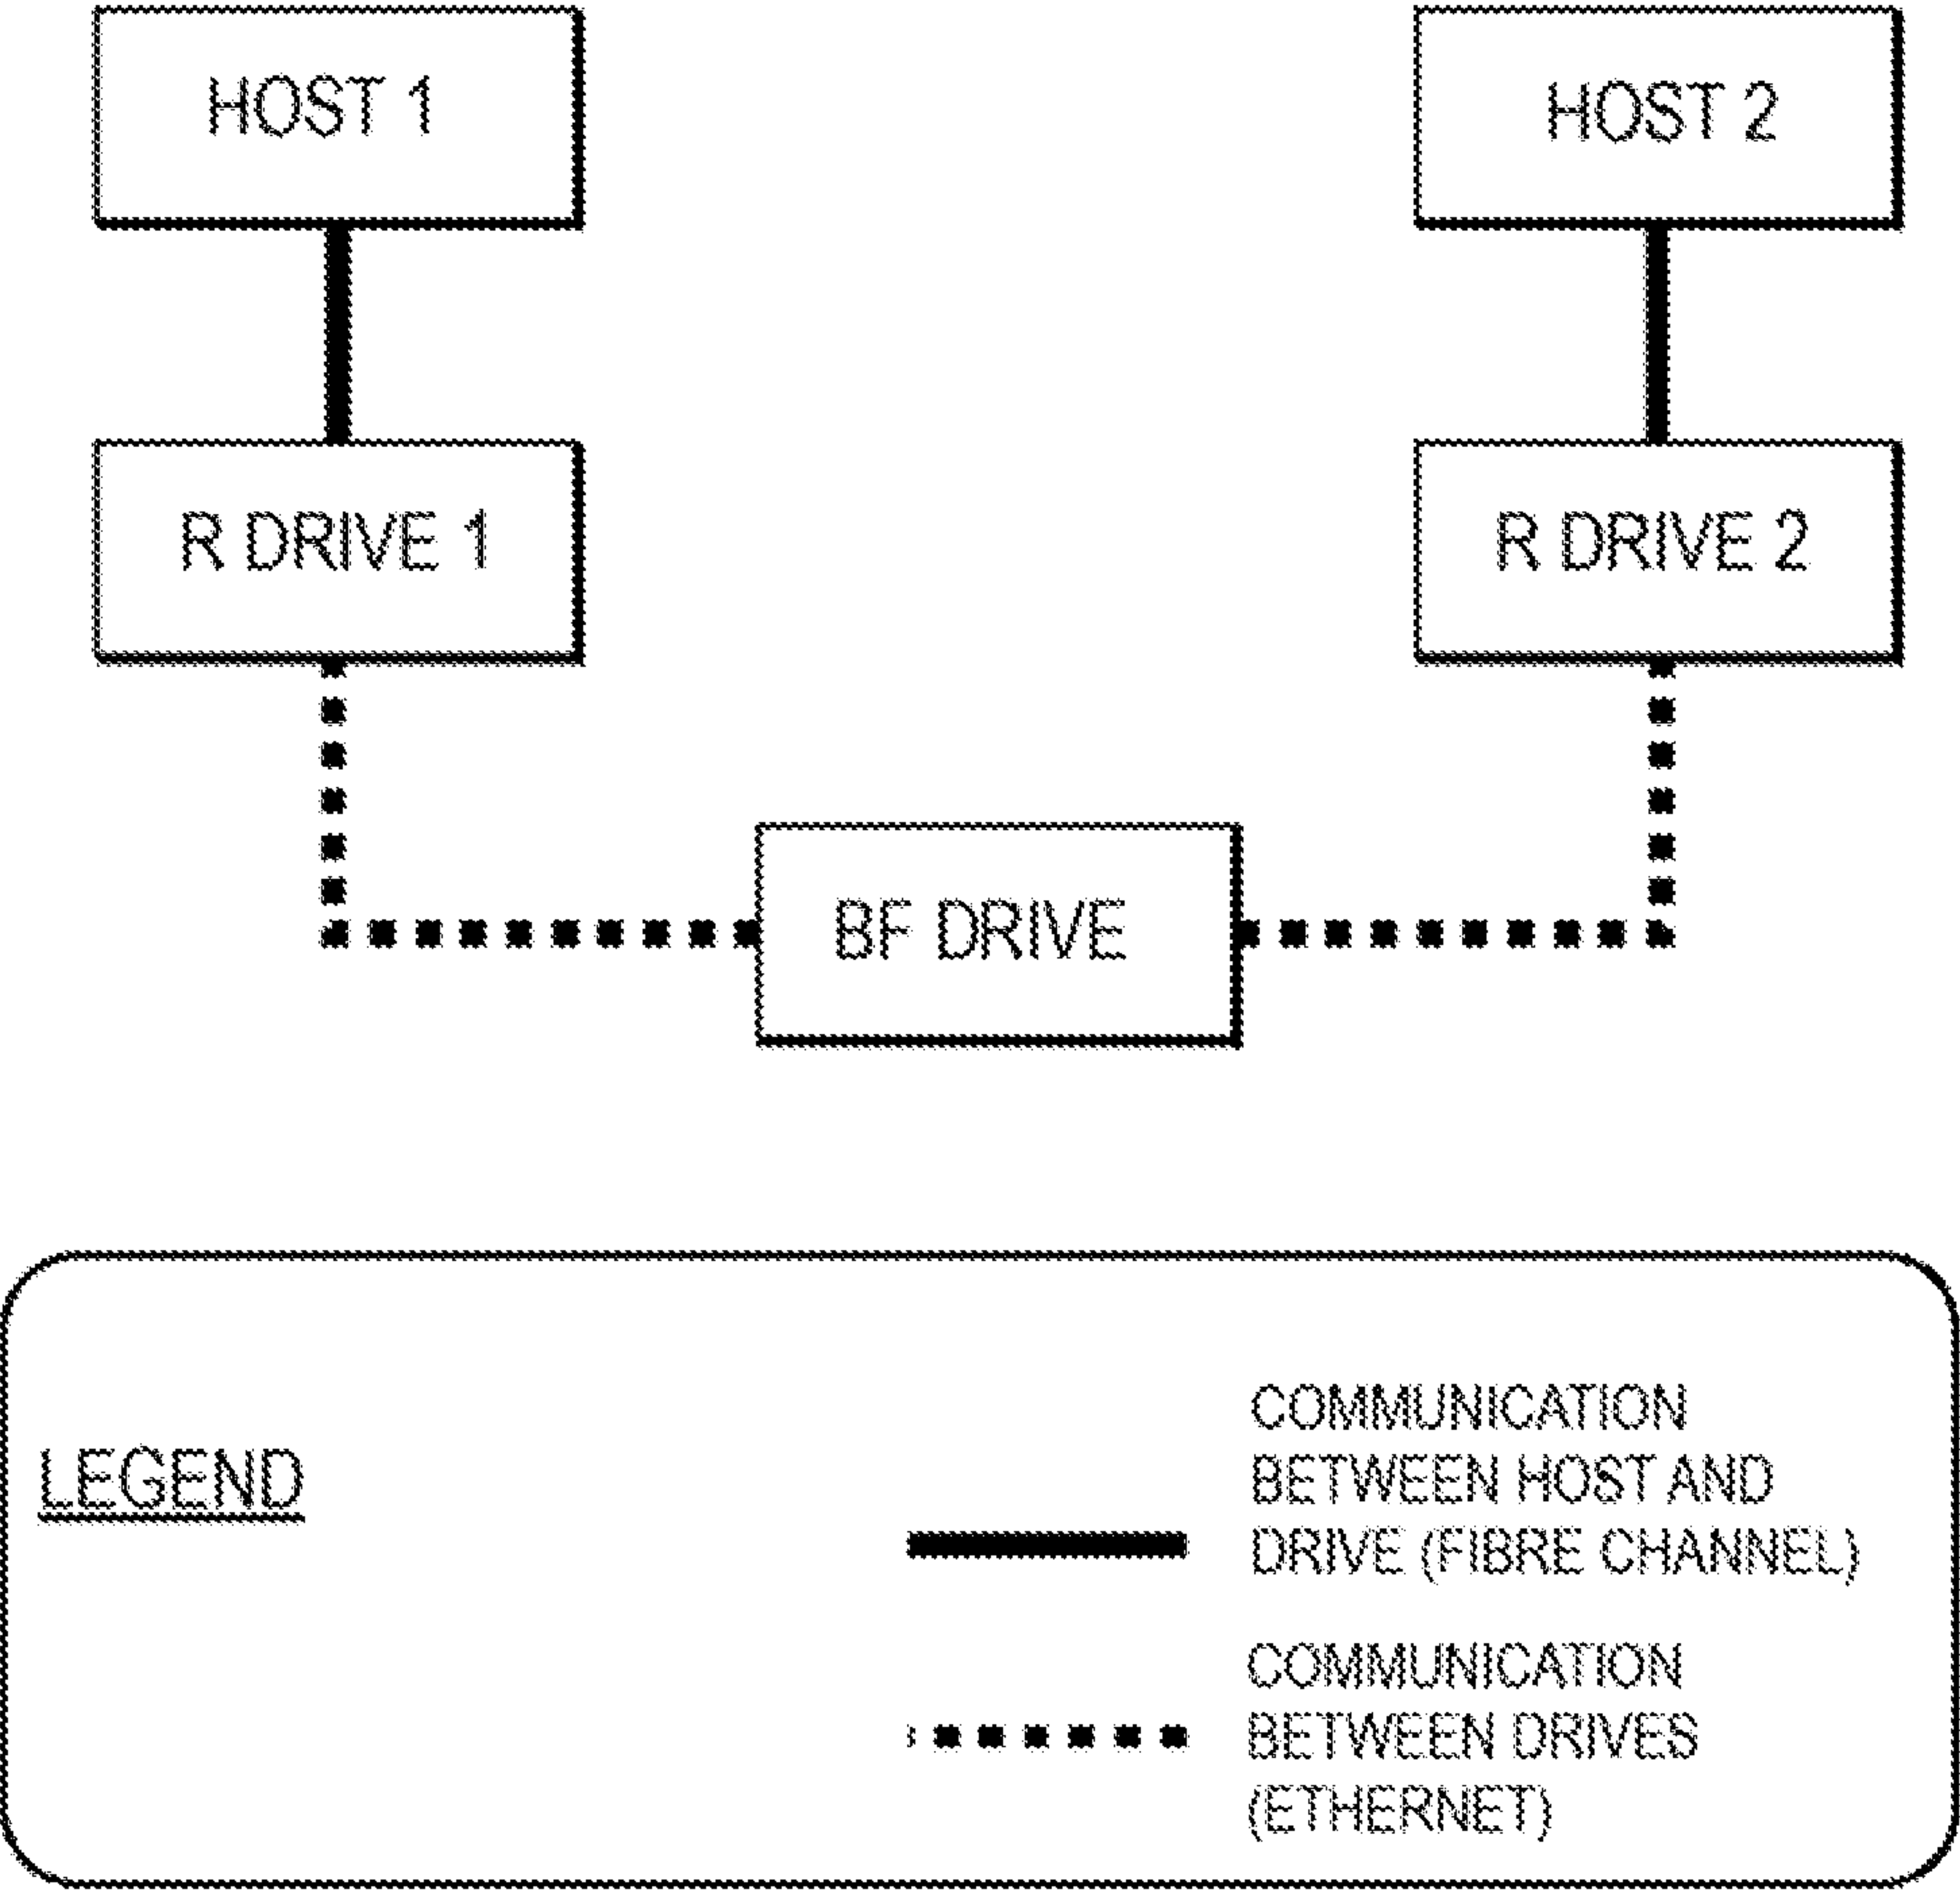 HOST 1
HOST 2
R DRIVE 1
R DRIVE 2
BF DRIVE
LEGEND
COMMUNICATION
BETWEEN HOST AND
DRIVE (FIBRE CHANNEL)
COMMUNICATION
BETWEEN DRIVES
(ETHERNET)